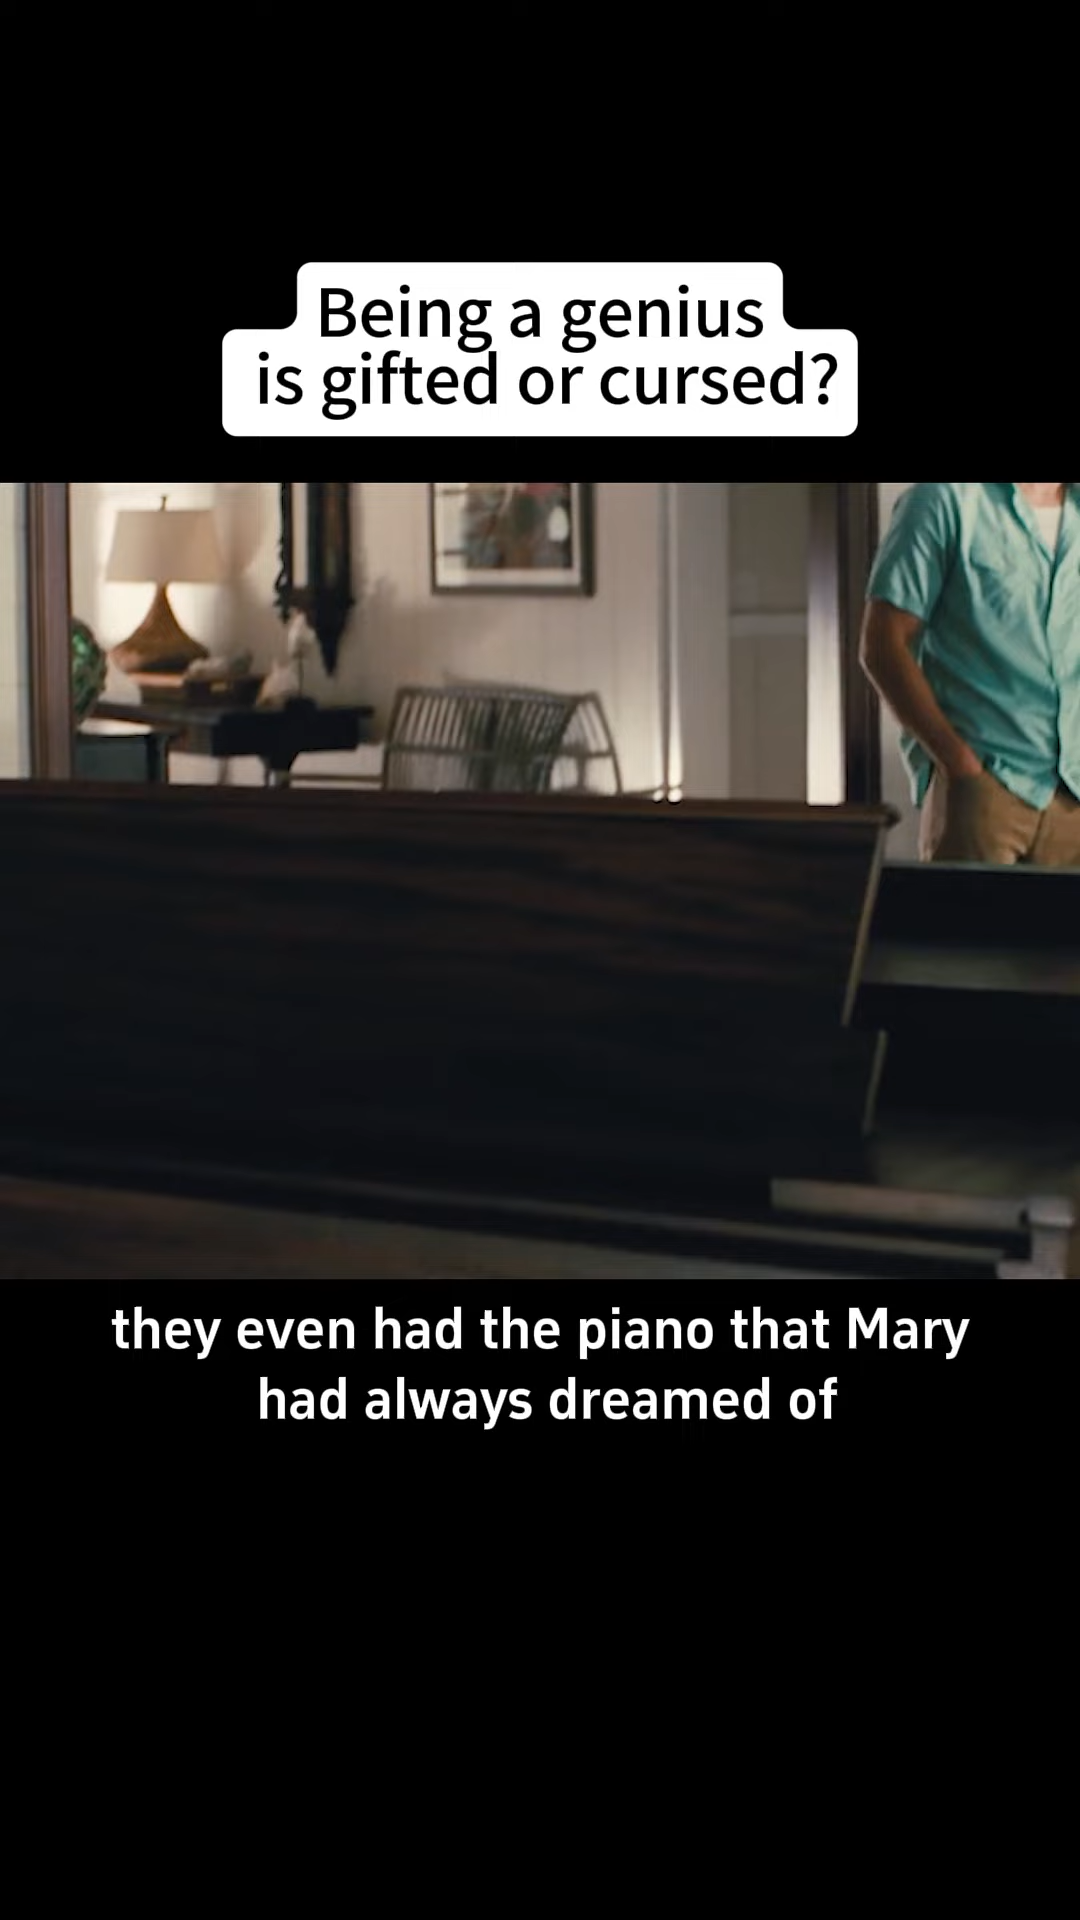 Being a genius
is gifted or cursed?
they even had the piano that Mary
had always dreamed of